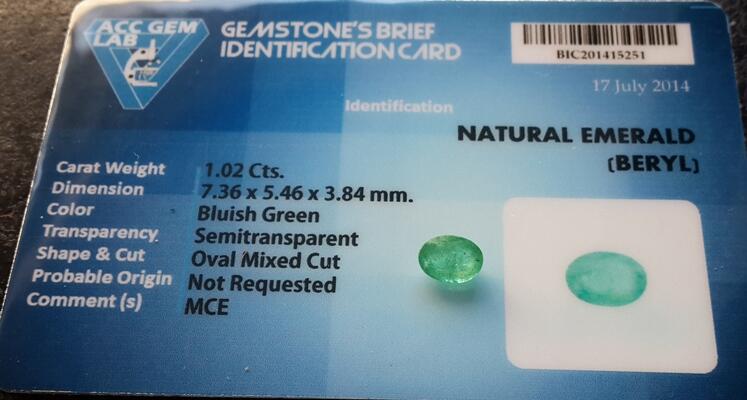 ACC GEM
LAB
GEMSTONE'S BRIEF
IDENTIFICATION CARD
BIC201415251
17 July 2014
Identification
NATURAL EMERALD
(BERYL)
Carat Weight 1.02 Cts.
Dimension 7.36 x 5.46 x 3.84 mm.
Color Bluish Green
Transparency Semitransparent
Shape & Cut Oval Mixed Cut
Probable Origin Not Requested
Comment (s) MCE